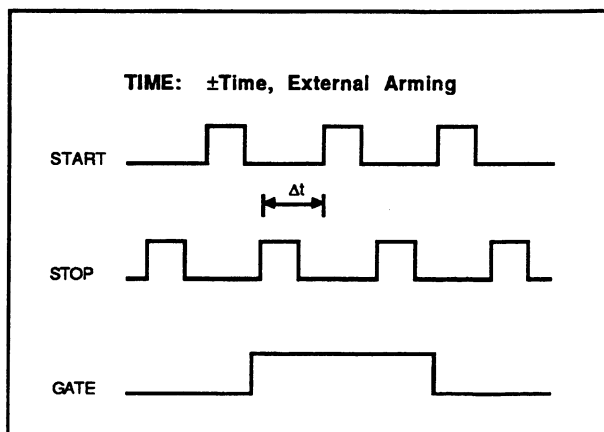 TIME: ±Time, External Arming
START
Δt
STOP
GATE